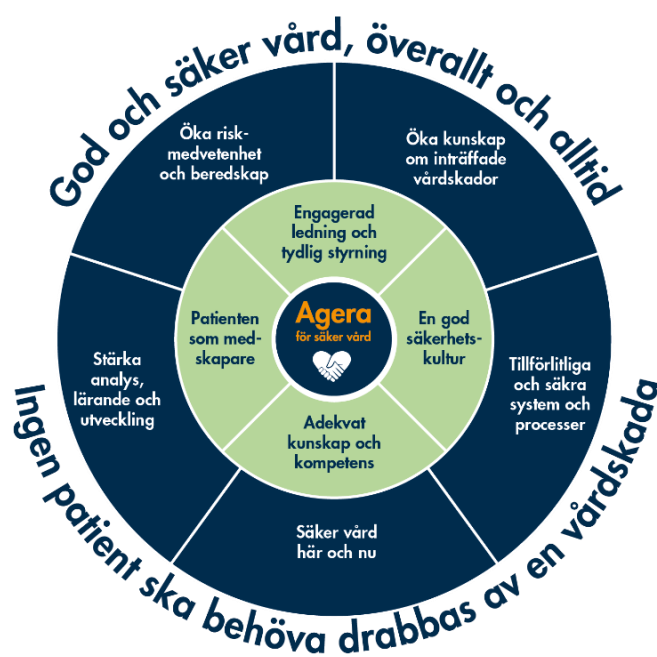 God och säker vård, överallt och alltid
Öka risk-
medvetenhet
och beredskap
Öka kunskap
om inträffade
vårdskador
Engagerad
ledning och
tydlig styrning
Patienten
som med-
skapare
Agera
för säker vård
En god
säkerhets-
kultur
Stärka
analys,
lärande och
utveckling
Tillförlitliga
och säkra
system och
processer
Adekvat
kunskap och
kompetens
Säker vård
här och nu
Ingen patient ska behöva drabbas av en vårdskada